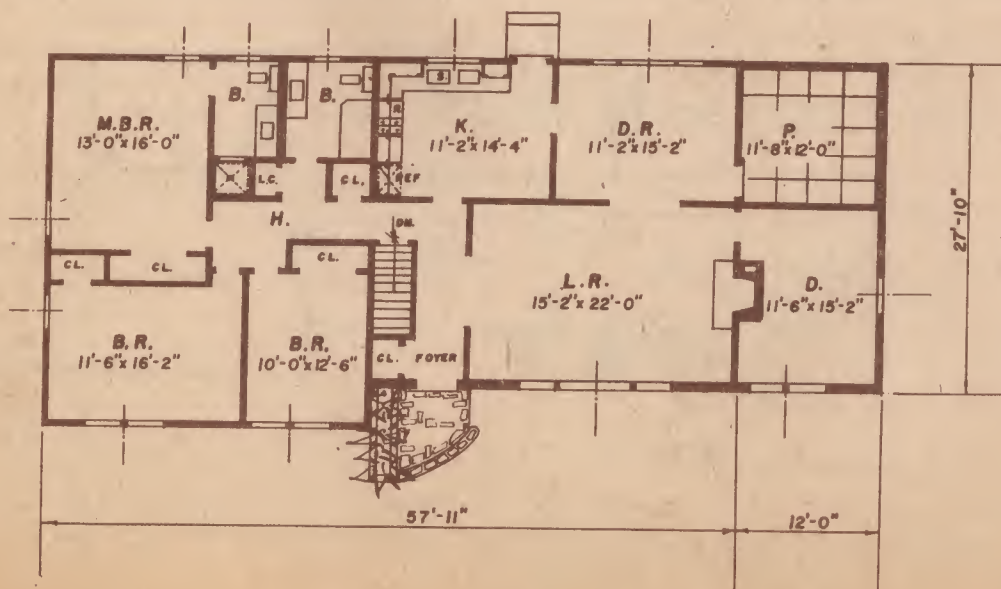 M.B.R.
13'-0"x16'-0"
B.
B.
S.
R.
K.
11'-2"x14'-4"
D.R.
11'-2"x15'-2"
P.
11'-8"x12'-0"
L.C.
CL.
REF
H.
DN.
CL.
CL.
CL.
L.R.
15'-2"x22'-0"
D.
11'-6"x15'-2"
27'-10"
B.R.
11'-6"x16'-2"
B.R.
10'-0"x12'-6"
CL. FOYER
57'-11"
12'-0"